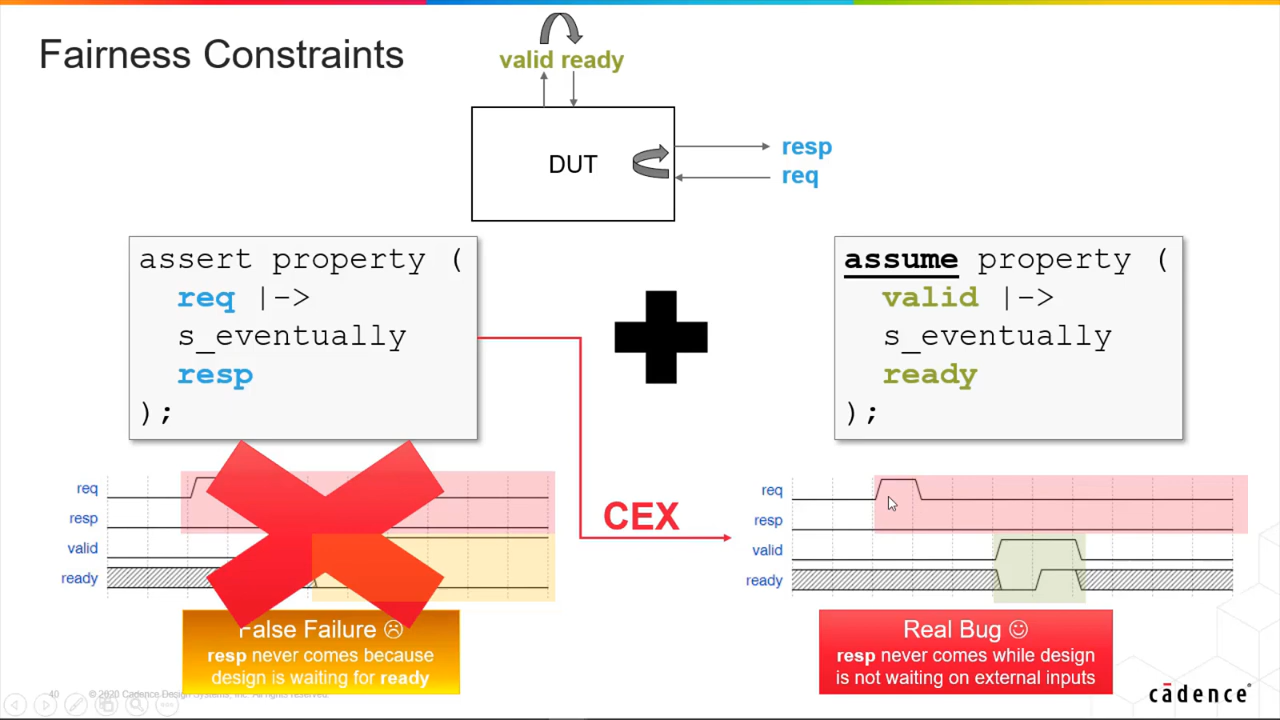 Fairness Constraints
valid ready
DUT
resp
req
assert property (
req |->
s_eventually
resp
);
assume property (
valid |->
s_eventually
ready
);
req
resp
valid
ready
CEX
req
resp
valid
ready
False Failure ☹
resp never comes because
design is waiting for ready
Real Bug ☺
resp never comes while design
is not waiting on external inputs
40 © 2020 Cadence Design Systems, Inc. All rights reserved.
cādence®